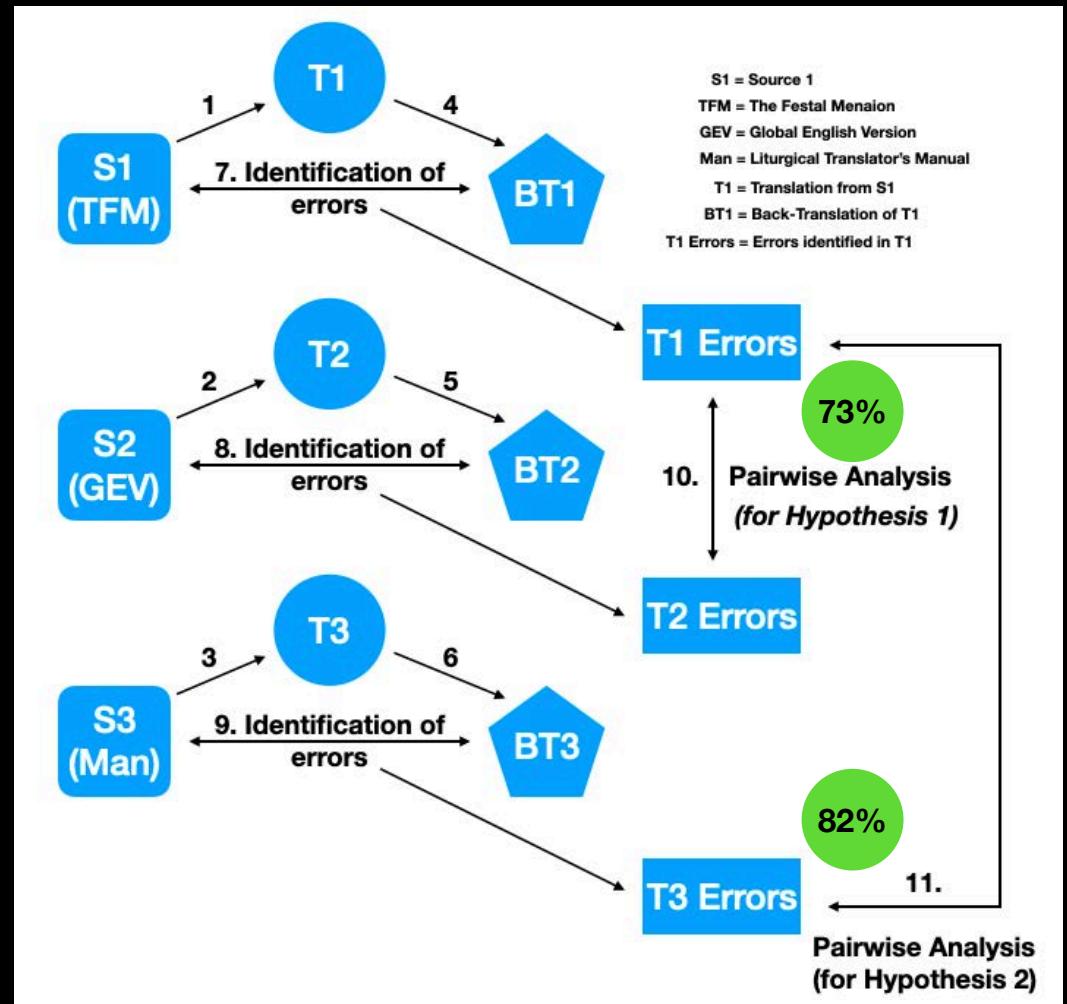 T1
1
4
S1
(TFM)
7. Identification of
errors
BT1
S1 = Source 1
TFM = The Festal Menaion
GEV = Global English Version
Man = Liturgical Translator's Manual
T1 = Translation from S1
BT1 = Back-Translation of T1
T1 Errors = Errors identified in T1
T2
2
5
S2
(GEV)
8. Identification of
errors
BT2
T1 Errors
73%
10.
Pairwise Analysis
(for Hypothesis 1)
T2 Errors
T3
3
6
S3
(Man)
9. Identification of
errors
BT3
82%
T3 Errors
11.
Pairwise Analysis
(for Hypothesis 2)